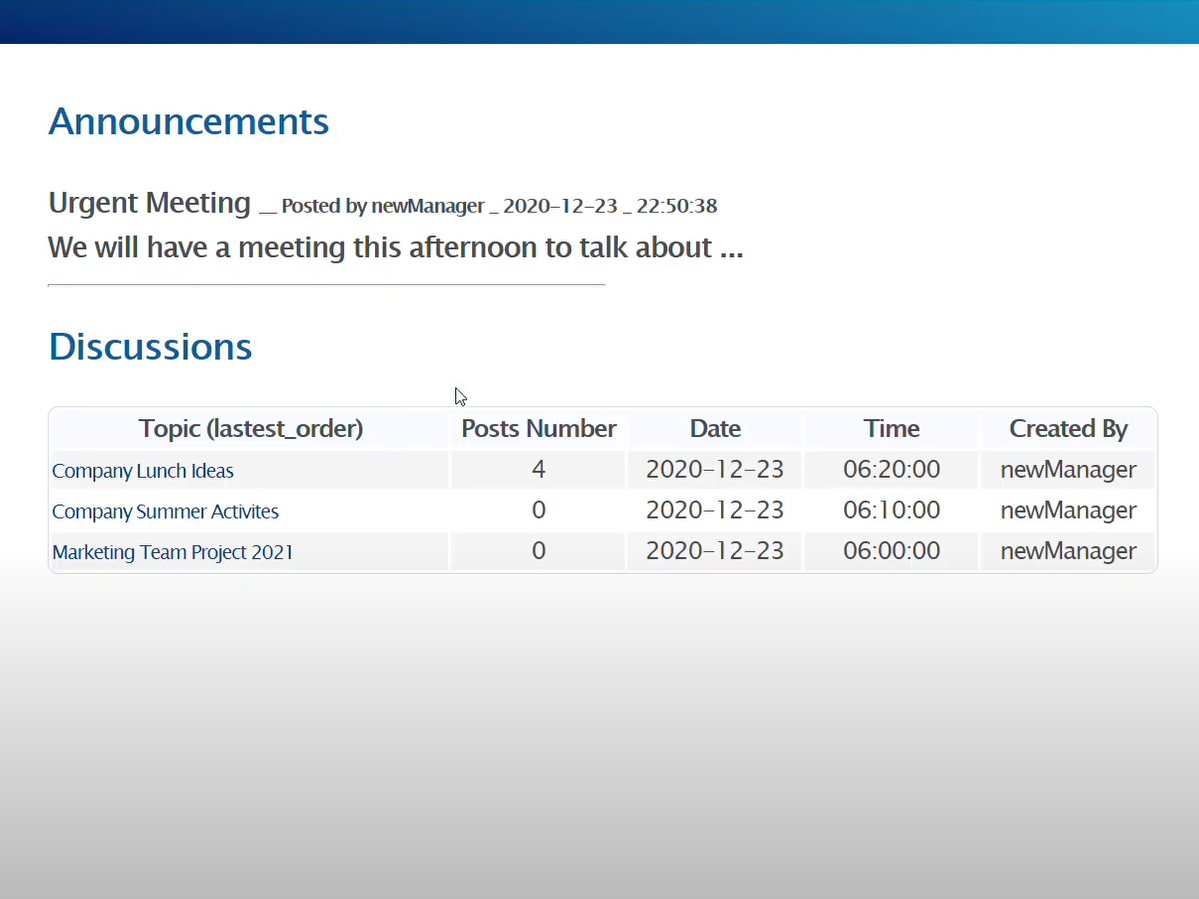 Announcements
Urgent Meeting __ Posted by newManager _ 2020-12-23 _ 22:50:38
We will have a meeting this afternoon to talk about ...
Discussions
Topic (lastest_order) Posts Number Date Time Created By
Company Lunch Ideas 4 2020-12-23 06:20:00 newManager
Company Summer Activites 0 2020-12-23 06:10:00 newManager
Marketing Team Project 2021 0 2020-12-23 06:00:00 newManager